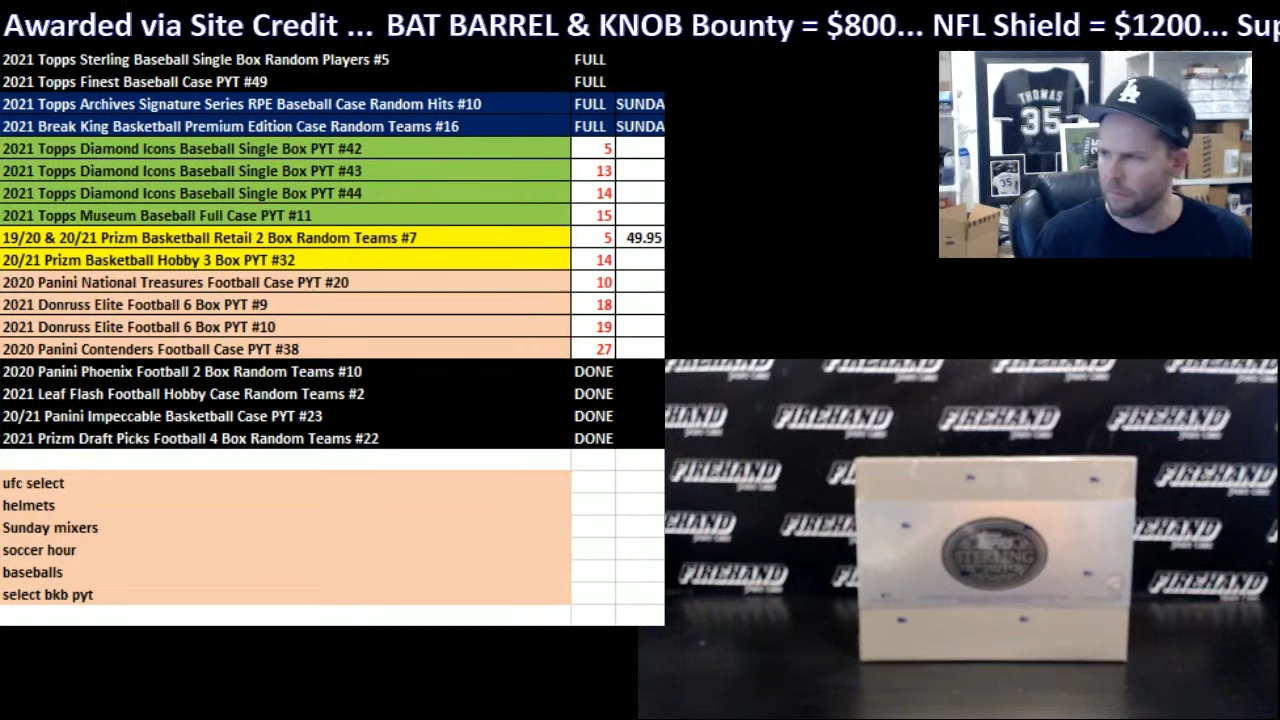 Awarded via Site Credit ... BAT BARREL & KNOB Bounty = $800... NFL Shield = $1200... Sup
2021 Topps Sterling Baseball Single Box Random Players #5 FULL
2021 Topps Finest Baseball Case PYT #49 FULL
2021 Topps Archives Signature Series RPE Baseball Case Random Hits #10 FULL SUNDA
2021 Break King Basketball Premium Edition Case Random Teams #16 FULL SUNDA
2021 Topps Diamond Icons Baseball Single Box PYT #42 5
2021 Topps Diamond Icons Baseball Single Box PYT #43 13
2021 Topps Diamond Icons Baseball Single Box PYT #44 14
2021 Topps Museum Baseball Full Case PYT #11 15
19/20 & 20/21 Prizm Basketball Retail 2 Box Random Teams #7 5 49.95
20/21 Prizm Basketball Hobby 3 Box PYT #32 14
2020 Panini National Treasures Football Case PYT #20 10
2021 Donruss Elite Football 6 Box PYT #9 18
2021 Donruss Elite Football 6 Box PYT #10 19
2020 Panini Contenders Football Case PYT #38 27
2020 Panini Phoenix Football 2 Box Random Teams #10 DONE
2021 Leaf Flash Football Hobby Case Random Teams #2 DONE
20/21 Panini Impeccable Basketball Case PYT #23 DONE
2021 Prizm Draft Picks Football 4 Box Random Teams #22 DONE
ufc select
helmets
Sunday mixers
soccer hour
baseballs
select bkb pyt
THOMAS
35
35
LA
FIREHAND FIREHAND FIREHAND
FIREHAND FIREHAND
FIREHAND FIREHAND
FIREHAND FIREHAND
Topps
STERLING